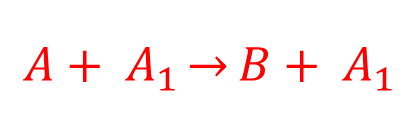 A + A₁ → B + A₁